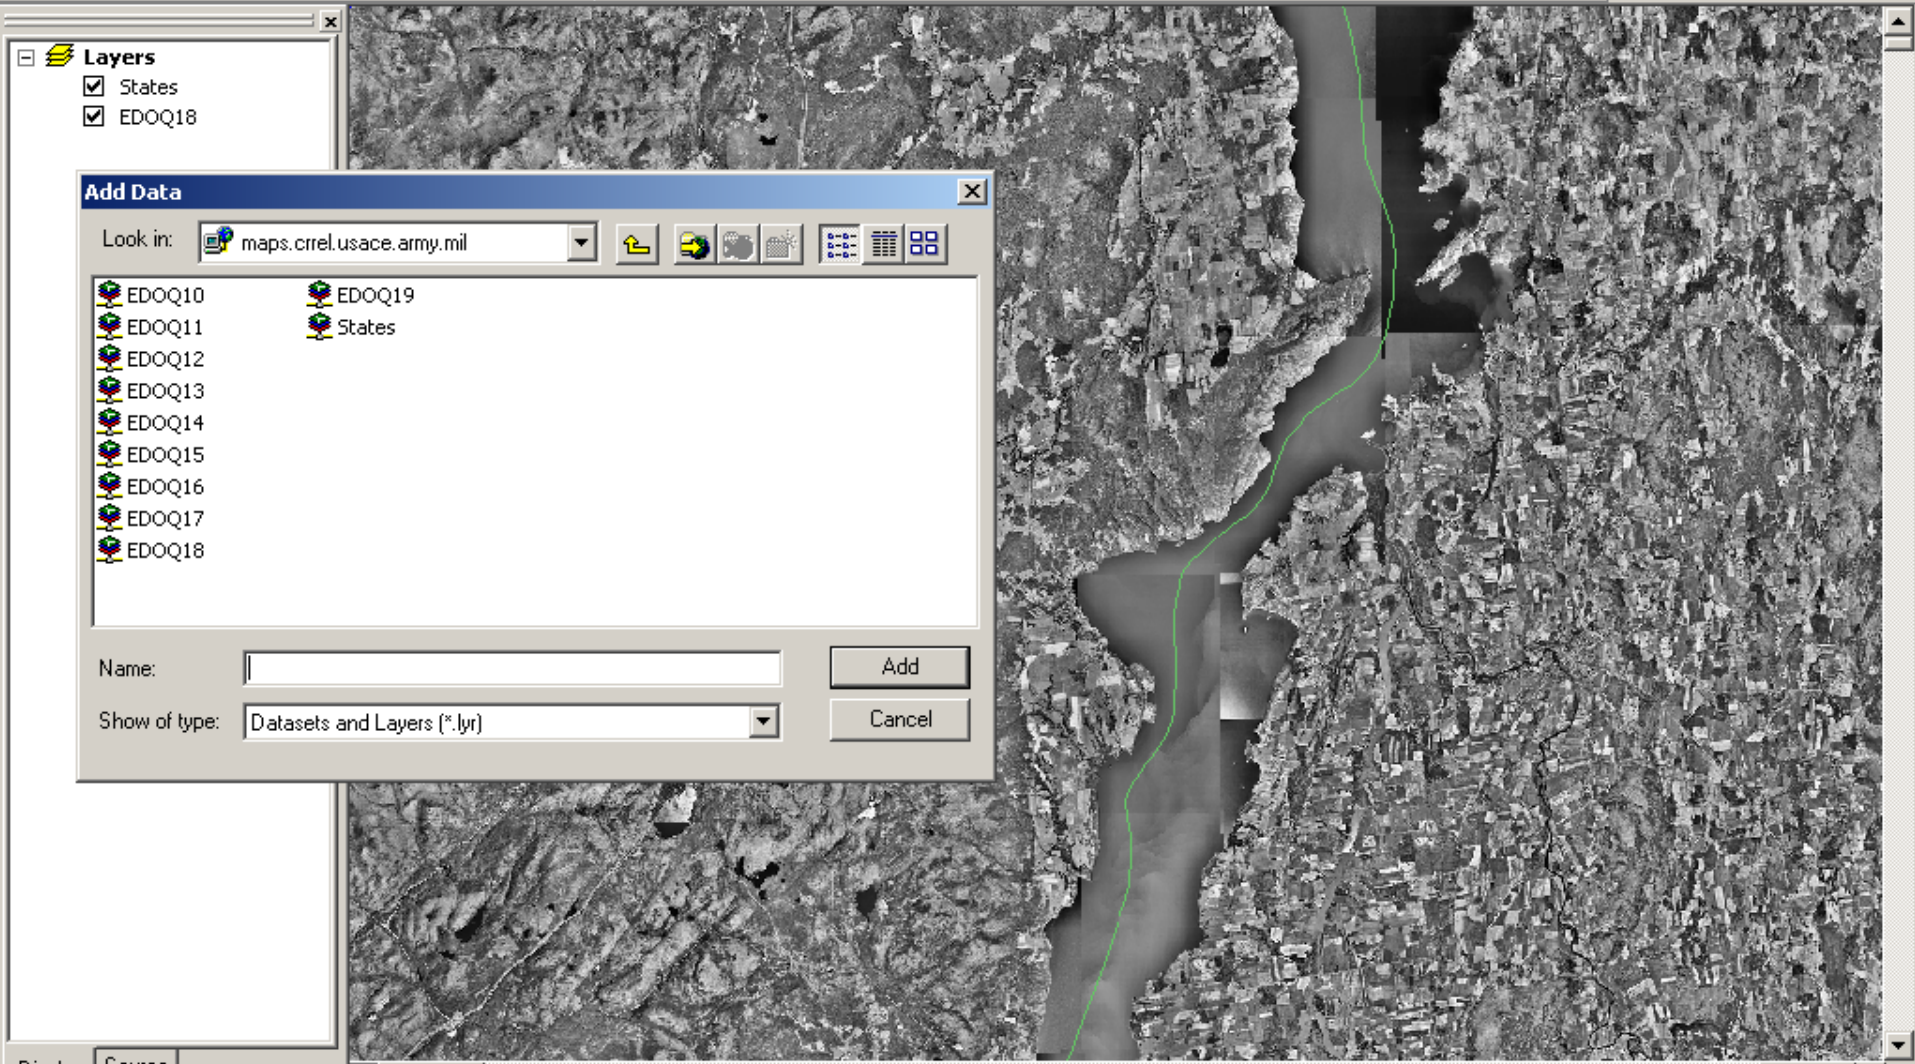 Layers
States
EDOQ18
Add Data
Look in: maps.crrel.usace.army.mil
EDOQ10 EDOQ19
EDOQ11 States
EDOQ12
EDOQ13
EDOQ14
EDOQ15
EDOQ16
EDOQ17
EDOQ18
Name: Add
Show of type: Datasets and Layers (*.lyr) Cancel